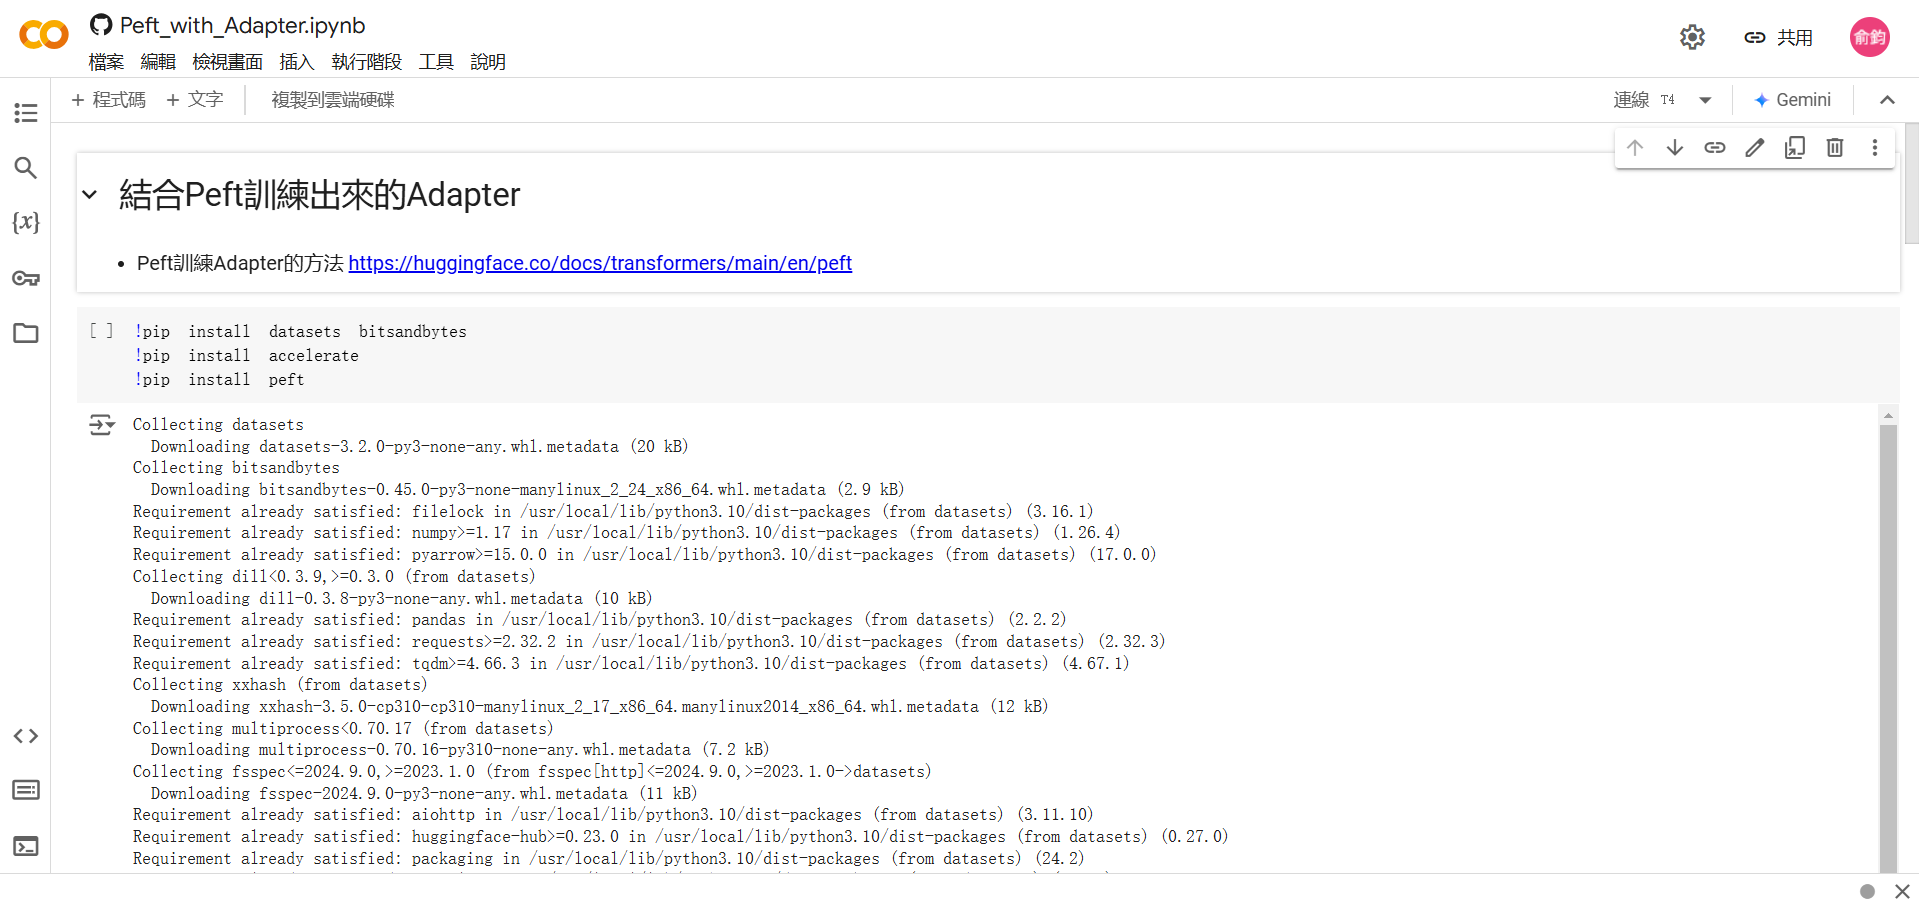 Peft_with_Adapter.ipynb
檔案 編輯 檢視畫面 插入 執行階段 工具 說明
共用
俞鈞
+ 程式碼 + 文字 複製到雲端硬碟
連線 T4
Gemini
結合Peft訓練出來的Adapter
• Peft訓練Adapter的方法 https://huggingface.co/docs/transformers/main/en/peft
[ ] !pip install datasets bitsandbytes
!pip install accelerate
!pip install peft
Collecting datasets
Downloading datasets-3.2.0-py3-none-any.whl.metadata (20 kB)
Collecting bitsandbytes
Downloading bitsandbytes-0.45.0-py3-none-manylinux_2_24_x86_64.whl.metadata (2.9 kB)
Requirement already satisfied: filelock in /usr/local/lib/python3.10/dist-packages (from datasets) (3.16.1)
Requirement already satisfied: numpy>=1.17 in /usr/local/lib/python3.10/dist-packages (from datasets) (1.26.4)
Requirement already satisfied: pyarrow>=15.0.0 in /usr/local/lib/python3.10/dist-packages (from datasets) (17.0.0)
Collecting dill<0.3.9,>=0.3.0 (from datasets)
Downloading dill-0.3.8-py3-none-any.whl.metadata (10 kB)
Requirement already satisfied: pandas in /usr/local/lib/python3.10/dist-packages (from datasets) (2.2.2)
Requirement already satisfied: requests>=2.32.2 in /usr/local/lib/python3.10/dist-packages (from datasets) (2.32.3)
Requirement already satisfied: tqdm>=4.66.3 in /usr/local/lib/python3.10/dist-packages (from datasets) (4.67.1)
Collecting xxhash (from datasets)
Downloading xxhash-3.5.0-cp310-cp310-manylinux_2_17_x86_64.manylinux2014_x86_64.whl.metadata (12 kB)
Collecting multiprocess<0.70.17 (from datasets)
Downloading multiprocess-0.70.16-py310-none-any.whl.metadata (7.2 kB)
Collecting fsspec<=2024.9.0,>=2023.1.0 (from fsspec[http]<=2024.9.0,>=2023.1.0->datasets)
Downloading fsspec-2024.9.0-py3-none-any.whl.metadata (11 kB)
Requirement already satisfied: aiohttp in /usr/local/lib/python3.10/dist-packages (from datasets) (3.11.10)
Requirement already satisfied: huggingface-hub>=0.23.0 in /usr/local/lib/python3.10/dist-packages (from datasets) (0.27.0)
Requirement already satisfied: packaging in /usr/local/lib/python3.10/dist-packages (from datasets) (24.2)